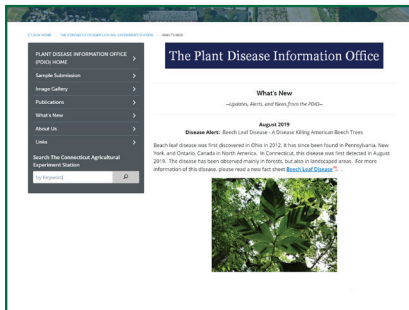 CT.GOV HOME / THE CONNECTICUT AGRICULTURAL EXPERIMENT STATION / WHAT'S NEW
PLANT DISEASE INFORMATION OFFICE
(PDIO) HOME
Sample Submission
Image Gallery
Publications
What's New
About Us
Links
Search The Connecticut Agricultural
Experiment Station
by Keyword
The Plant Disease Information Office
What's New
—Updates, Alerts, and News from the PDIO—
August 2019
Disease Alert: Beech Leaf Disease - A Disease Killing American Beech Trees
Beach leaf disease was first discovered in Ohio in 2012. It has since been found in Pennsylvania, New
York, and Ontario, Canada in North America. In Connecticut, this disease was first detected in August
2019. The disease has been observed mainly in forests, but also in landscaped areas. For more
information of this disease, please read a new fact sheet Beech Leaf Disease .